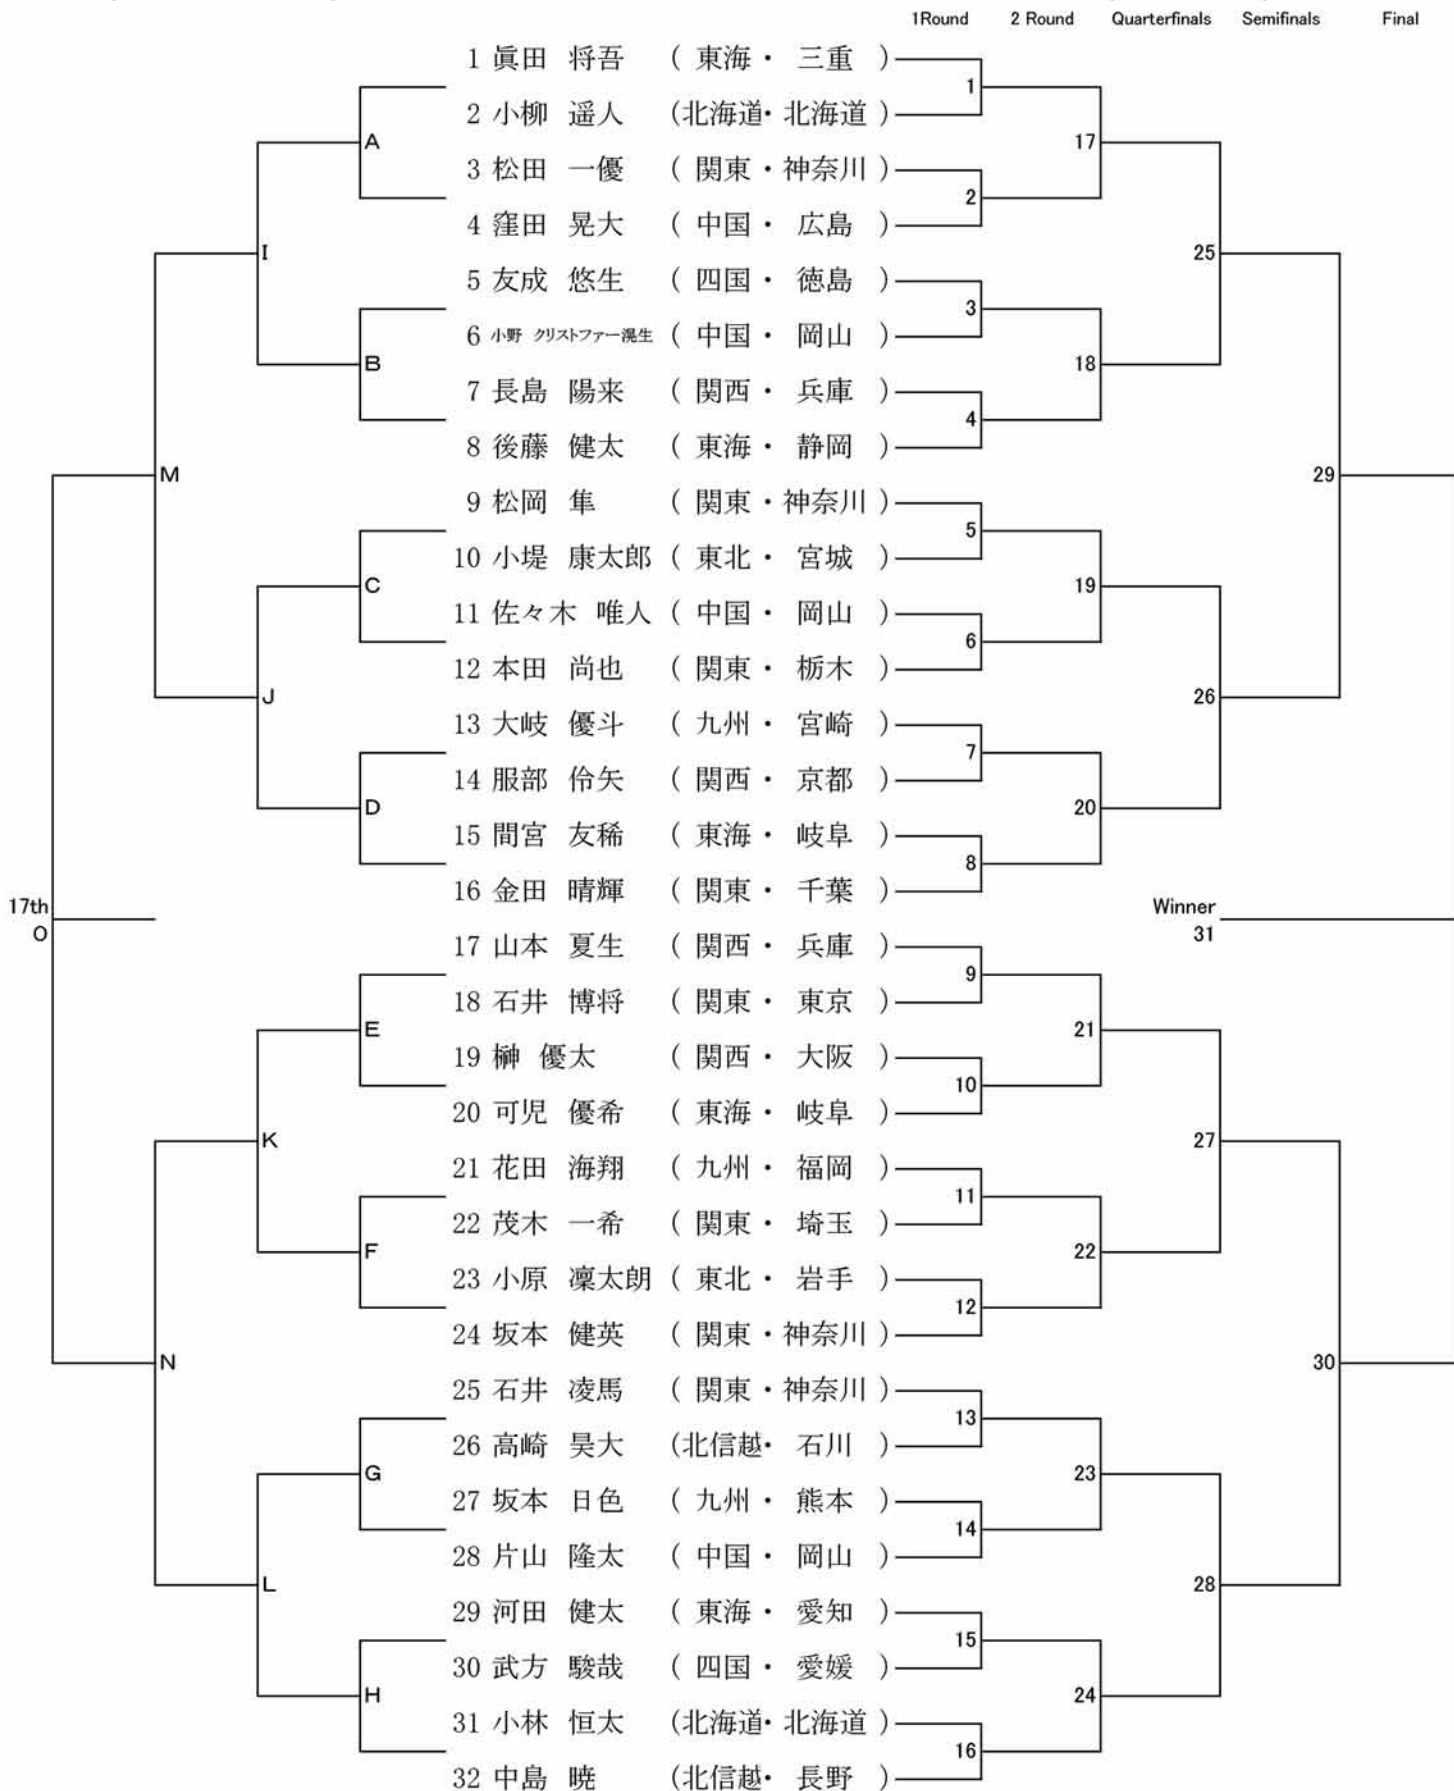 1Round 2 Round Quarterfinals Semifinals Final
1 眞田 将吾 ( 東海・ 三重 )
1
2 小柳 遥人 (北海道・ 北海道 )
A 17
3 松田 一優 ( 関東・神奈川 )
2
4 窪田 晃大 ( 中国・ 広島 )
I 25
5 友成 悠生 ( 四国・ 徳島 )
3
6 小野 クリストファー滉生 ( 中国・ 岡山 )
B 18
7 長島 陽来 ( 関西・ 兵庫 )
4
8 後藤 健太 ( 東海・ 静岡 )
M 29
9 松岡 隼 ( 関東・神奈川 )
5
10 小堤 康太郎 ( 東北・ 宮城 )
C 19
11 佐々木 唯人 ( 中国・ 岡山 )
6
12 本田 尚也 ( 関東・ 栃木 )
J 26
13 大岐 優斗 ( 九州・ 宮崎 )
7
14 服部 伶矢 ( 関西・ 京都 )
D 20
15 間宮 友稀 ( 東海・ 岐阜 )
8
16 金田 晴輝 ( 関東・ 千葉 )
17th Winner
O 31
17 山本 夏生 ( 関西・ 兵庫 )
9
18 石井 博将 ( 関東・ 東京 )
E 21
19 榊 優太 ( 関西・ 大阪 )
10
20 可児 優希 ( 東海・ 岐阜 )
K 27
21 花田 海翔 ( 九州・ 福岡 )
11
22 茂木 一希 ( 関東・ 埼玉 )
F 22
23 小原 凜太朗 ( 東北・ 岩手 )
12
24 坂本 健英 ( 関東・神奈川 )
N 30
25 石井 凌馬 ( 関東・神奈川 )
13
26 高崎 昊大 (北信越・ 石川 )
G 23
27 坂本 日色 ( 九州・ 熊本 )
14
28 片山 隆太 ( 中国・ 岡山 )
L 28
29 河田 健太 ( 東海・ 愛知 )
15
30 武方 駿哉 ( 四国・ 愛媛 )
H 24
31 小林 恒太 (北海道・ 北海道 )
16
32 中島 暁 (北信越・ 長野 )